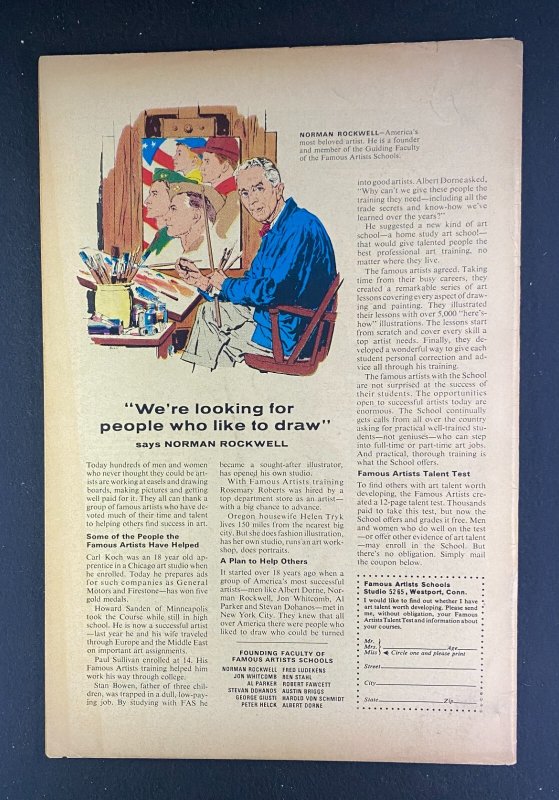 NORMAN ROCKWELL—America's
most beloved artist. He is a founder
and member of the Guiding Faculty
of the Famous Artists Schools.
"We're looking for
people who like to draw"
says NORMAN ROCKWELL
Today hundreds of men and women
who never thought they could be art-
ists are working at easels and drawing
boards, making pictures and getting
well paid for it. They all can thank a
group of famous artists who have de-
voted much of their time and talent
to helping others find success in art.
Some of the People the
Famous Artists Have Helped
Carl Koch was an 18 year old ap-
prentice in a Chicago art studio when
he enrolled. Today he prepares ads
for such companies as General
Motors and Firestone—has won five
gold medals.
Howard Sanden of Minneapolis
took the Course while still in high
school. He is now a successful artist
—last year he and his wife traveled
through Europe and the Middle East
on important art assignments.
Paul Sullivan enrolled at 14. His
Famous Artists training helped him
work his way through college.
Stan Bowen, father of three chil-
dren, was trapped in a dull, low-pay-
ing job. By studying with FAS he
became a sought-after illustrator,
has opened his own studio.
With Famous Artists training
Rosemary Roberts was hired by a
top department store as an artist—
with a big chance to advance.
Oregon housewife Helen Tryk
lives 150 miles from the nearest big
city. But she does fashion illustration,
has her own studio, runs an art work-
shop, does portraits.
A Plan to Help Others
It started over 18 years ago when a
group of America's most successful
artists—men like Albert Dorne, Nor-
man Rockwell, Jon Whitcomb, Al
Parker and Stevan Dohanos—met in
New York City. They knew that all
over America there were people who
liked to draw who could be turned
FOUNDING FACULTY OF
FAMOUS ARTISTS SCHOOLS
NORMAN ROCKWELL FRED LUDEKENS
JON WHITCOMB BEN STAHL
AL PARKER ROBERT FAWCETT
STEVAN DOHANOS AUSTIN BRIGGS
GEORGE GIUSTI HAROLD VON SCHMIDT
PETER HELCK ALBERT DORNE
into good artists. Albert Dorne asked,
"Why can't we give these people the
training they need—including all the
trade secrets and know-how we've
learned over the years?"
He suggested a new kind of art
school—a home study art school—
that would give talented people the
best professional art training, no
matter where they live.
The famous artists agreed. Taking
time from their busy careers, they
created a remarkable series of art
lessons covering every aspect of draw-
ing and painting. They illustrated
their lessons with over 5,000 "here's-
how" illustrations. The lessons start
from scratch and cover every skill a
top artist needs. Finally, they de-
veloped a wonderful way to give each
student personal correction and ad-
vice all through his training.
The famous artists with the School
are not surprised at the success of
their students. The opportunities
open to successful artists today are
enormous. The School continually
gets calls from all over the country
asking for practical well-trained stu-
dents—not geniuses—who can step
into full-time or part-time art jobs.
And practical, thorough training is
what the School offers.
Famous Artists Talent Test
To find others with art talent worth
developing, the Famous Artists cre-
ated a 12-page talent test. Thousands
paid to take this test, but now the
School offers and grades it free. Men
and women who do well on the test
—or offer other evidence of art talent
—may enroll in the School. But
there's no obligation. Simply mail
the coupon below.
Famous Artists Schools
Studio 5265, Westport, Conn.
I would like to find out whether I have
art talent worth developing. Please send
me, without obligation, your Famous
Artists Talent Test and information about
your courses.
Mr.
Mrs. Age
Miss Circle one and please print
Street
City
State Zip